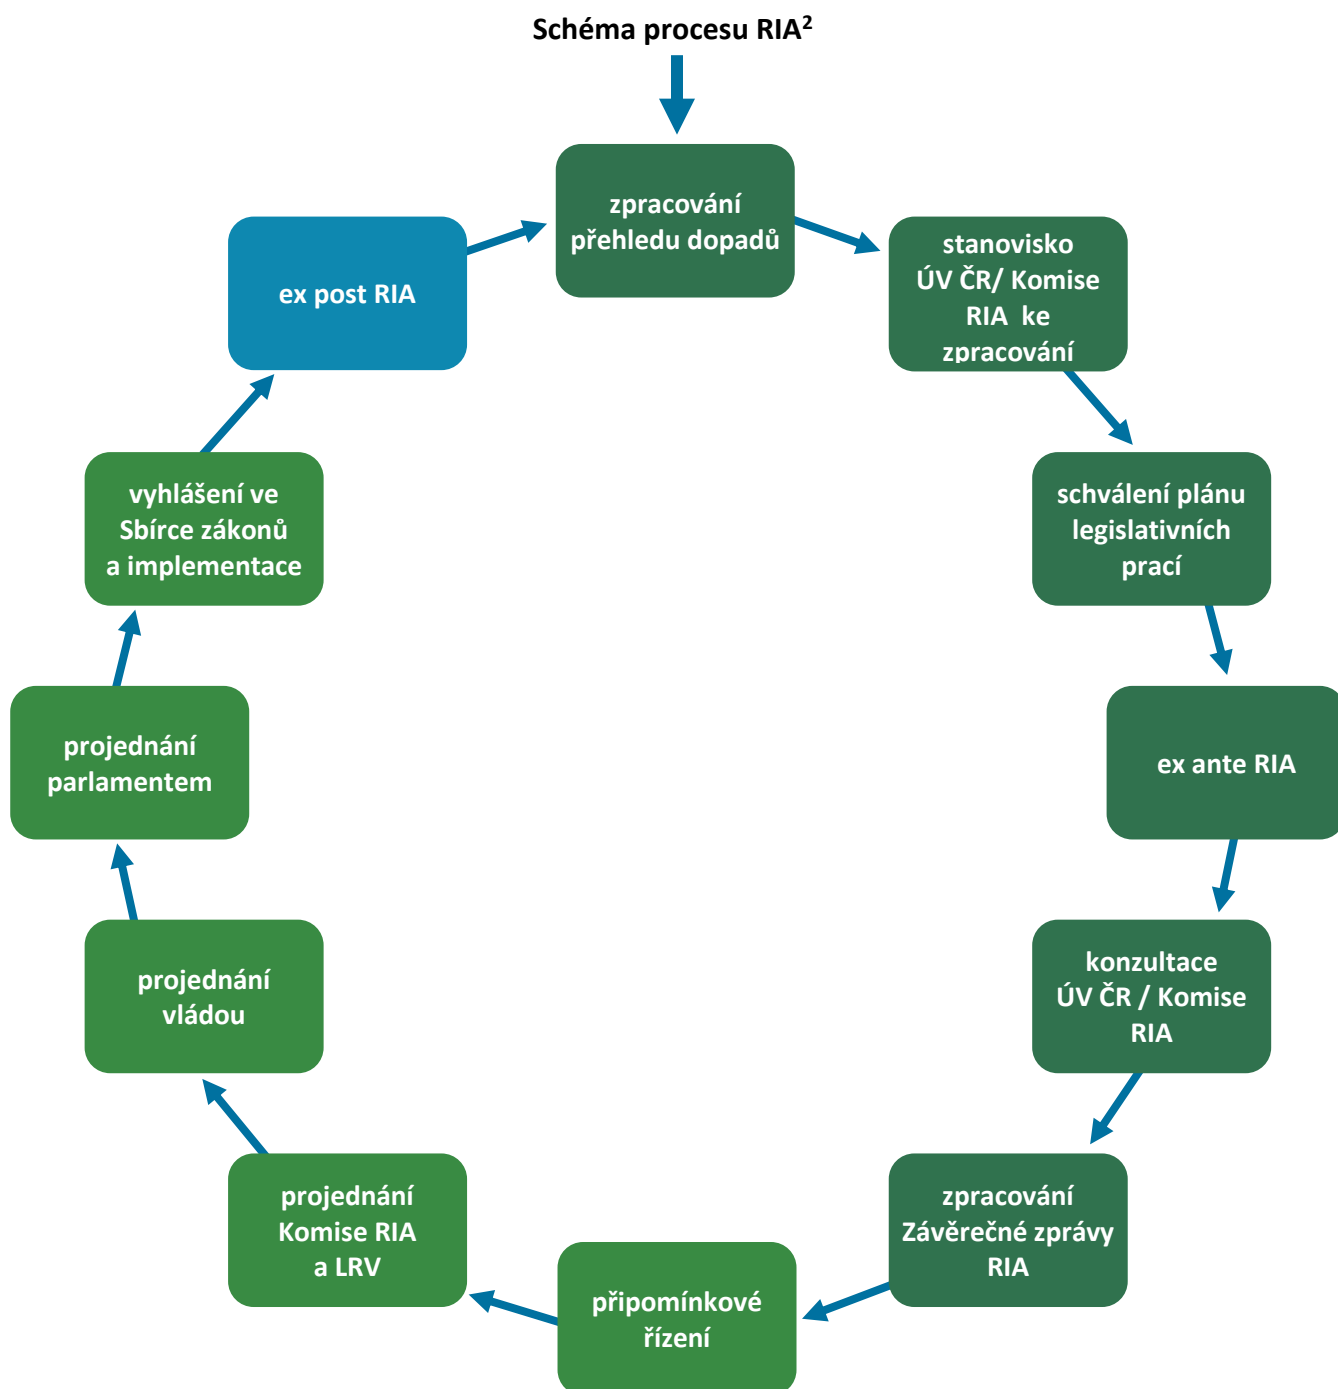 Schéma procesu RIA²
zpracování
přehledu dopadů
stanovisko
ÚV ČR/ Komise
RIA ke
zpracování
schválení plánu
legislativních
prací
ex ante RIA
konzultace
ÚV ČR / Komise
RIA
zpracování
Závěrečné zprávy
RIA
připomínkové
řízení
projednání
Komise RIA
a LRV
projednání
vládou
projednání
parlamentem
vyhlášení ve
Sbírce zákonů
a implementace
ex post RIA